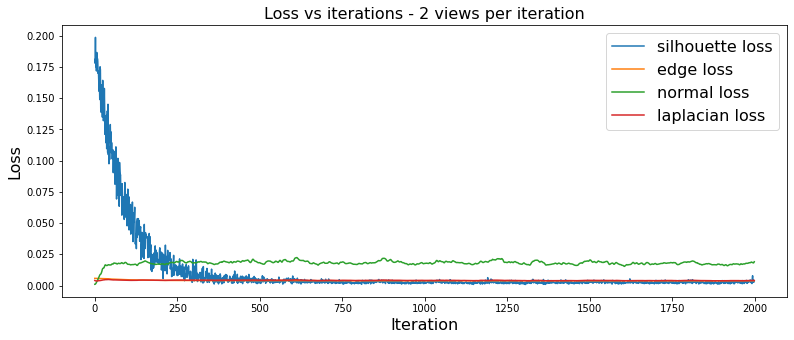 Loss vs iterations - 2 views per iteration
silhouette loss
edge loss
normal loss
laplacian loss
Loss
0.200
0.175
0.150
0.125
0.100
0.075
0.050
0.025
0.000
0 250 500 750 1000 1250 1500 1750 2000
Iteration